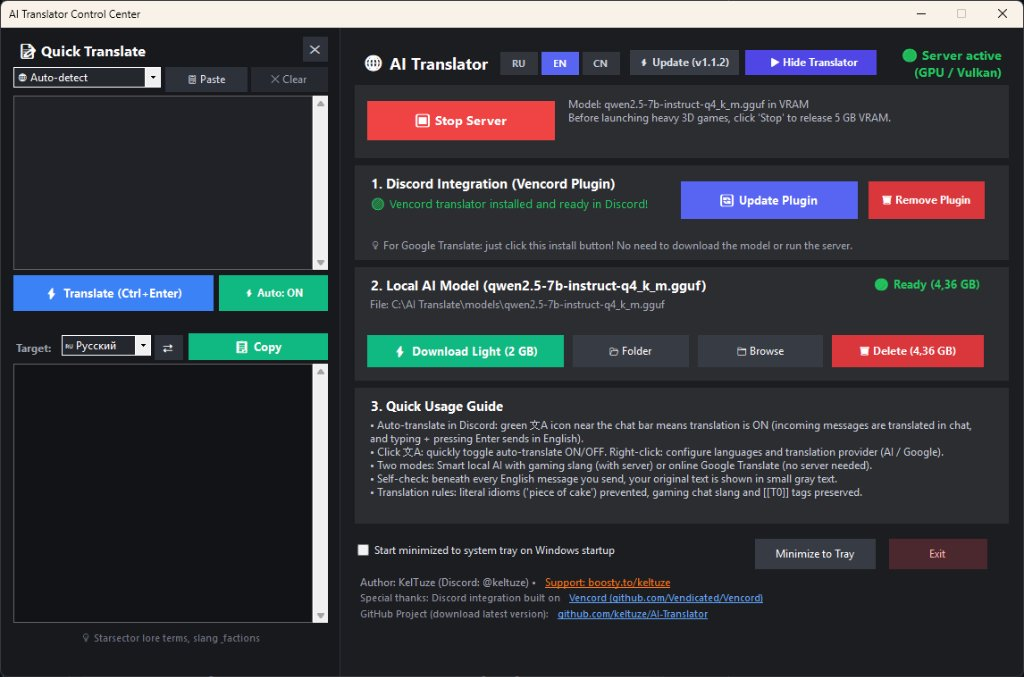 AI Translator Control Center
Quick Translate
Auto-detect
Paste
Clear
Translate (Ctrl+Enter)
Auto: ON
Target:
RU Русский
Copy
Starsector lore terms, slang ,factions
AI Translator
RU
EN
CN
Update (v1.1.2)
Hide Translator
Server active
(GPU / Vulkan)
Stop Server
Model: qwen2.5-7b-instruct-q4_k_m.gguf in VRAM
Before launching heavy 3D games, click 'Stop' to release 5 GB VRAM.
1. Discord Integration (Vencord Plugin)
Vencord translator installed and ready in Discord!
Update Plugin
Remove Plugin
For Google Translate: just click this install button! No need to download the model or run the server.
2. Local AI Model (qwen2.5-7b-instruct-q4_k_m.gguf)
Ready (4,36 GB)
File: C:\AI Translate\models\qwen2.5-7b-instruct-q4_k_m.gguf
Download Light (2 GB)
Folder
Browse
Delete (4,36 GB)
3. Quick Usage Guide
• Auto-translate in Discord: green 文A icon near the chat bar means translation is ON (incoming messages are translated in chat,
and typing + pressing Enter sends in English).
• Click 文A: quickly toggle auto-translate ON/OFF. Right-click: configure languages and translation provider (AI / Google).
• Two modes: Smart local AI with gaming slang (with server) or online Google Translate (no server needed).
• Self-check: beneath every English message you send, your original text is shown in small gray text.
• Translation rules: literal idioms ('piece of cake') prevented, gaming chat slang and [[T0]] tags preserved.
Start minimized to system tray on Windows startup
Minimize to Tray
Exit
Author: KelTuze (Discord: @keltuze) • Support: boosty.to/keltuze
Special thanks: Discord integration built on Vencord (github.com/Vendicated/Vencord)
GitHub Project (download latest version): github.com/keltuze/AI-Translator